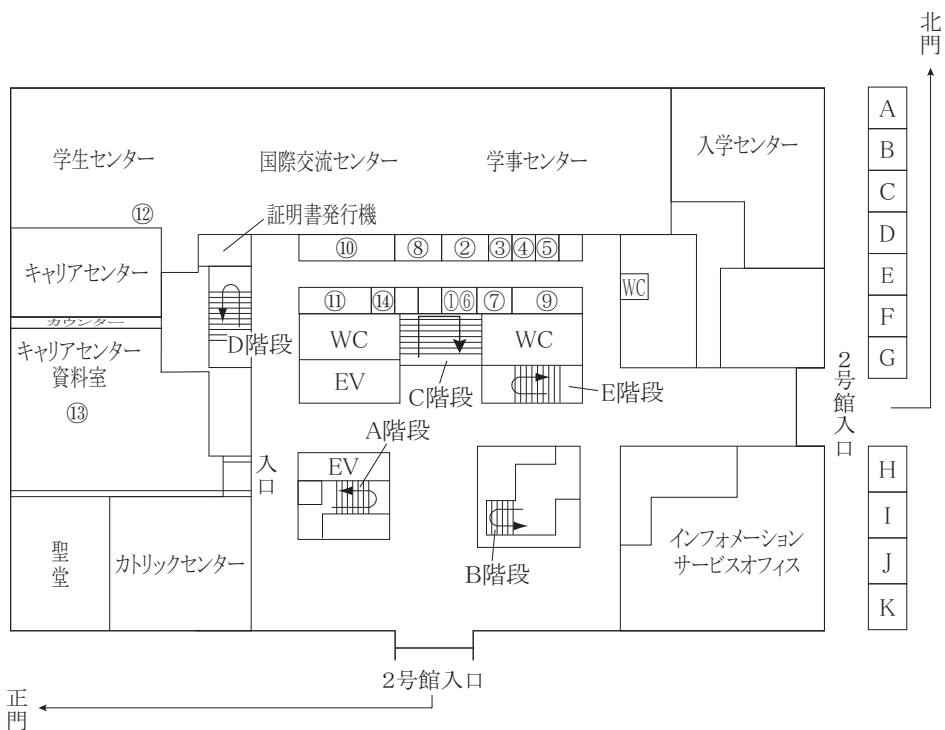 北門
A
B
C
D
E
F
G
学生センター
国際交流センター
学事センター
入学センター
⑫
証明書発行機
⑩
⑧
②
③
④
⑤
キャリアセンター
WC
⑪
⑭
①⑥
⑦
⑨
カウンター
D階段
WC
WC
キャリアセンター
資料室
EV
C階段
E階段
2号館入口
⑬
A階段
入口
EV
H
I
J
K
聖堂
カトリックセンター
B階段
インフォメーション
サービスオフィス
2号館入口
正門